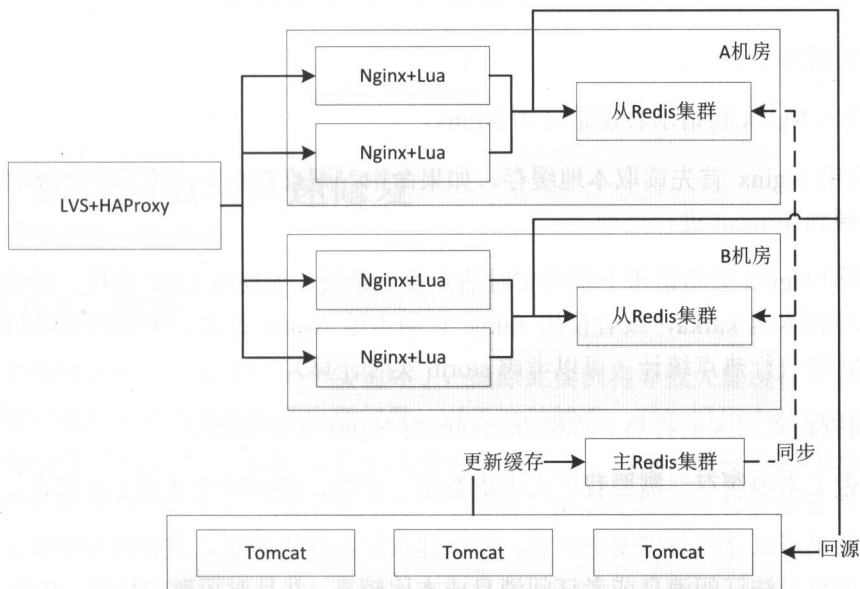 A机房
Nginx+Lua
从Redis集群
Nginx+Lua
LVS+HAProxy
B机房
Nginx+Lua
从Redis集群
Nginx+Lua
更新缓存
主Redis集群
同步
Tomcat
Tomcat
Tomcat
回源